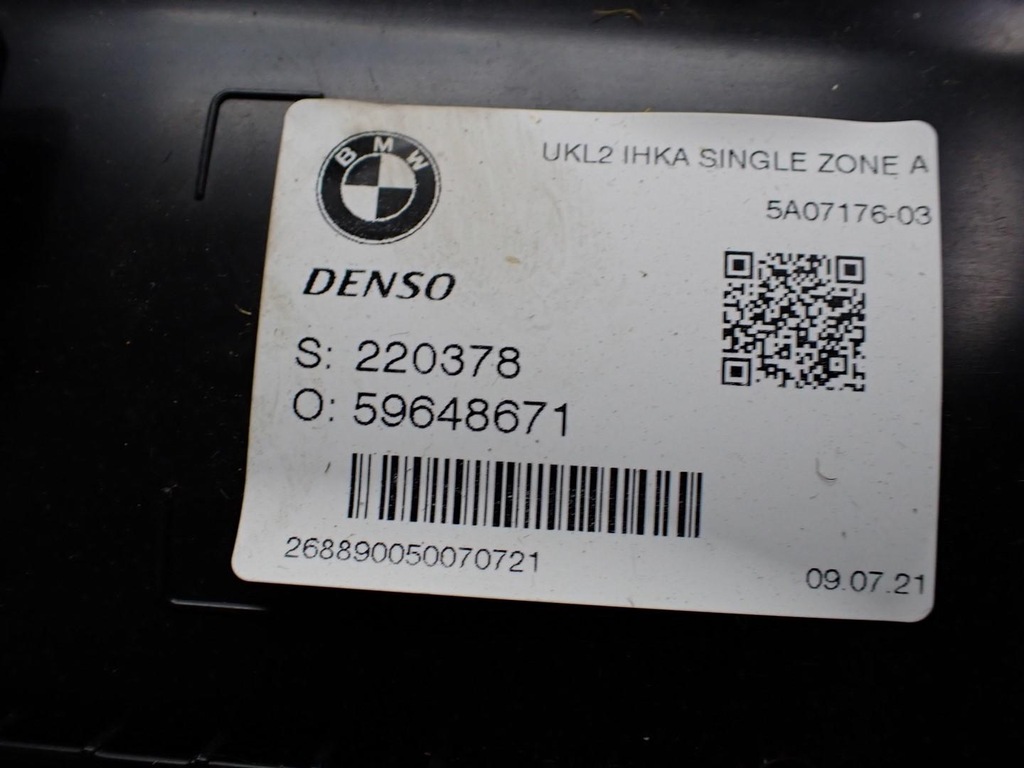 BMW
UKL2 IHKA SINGLE ZONE A
5A07176-03
DENSO
S: 220378
O: 59648671
268890050070721
09.07.21